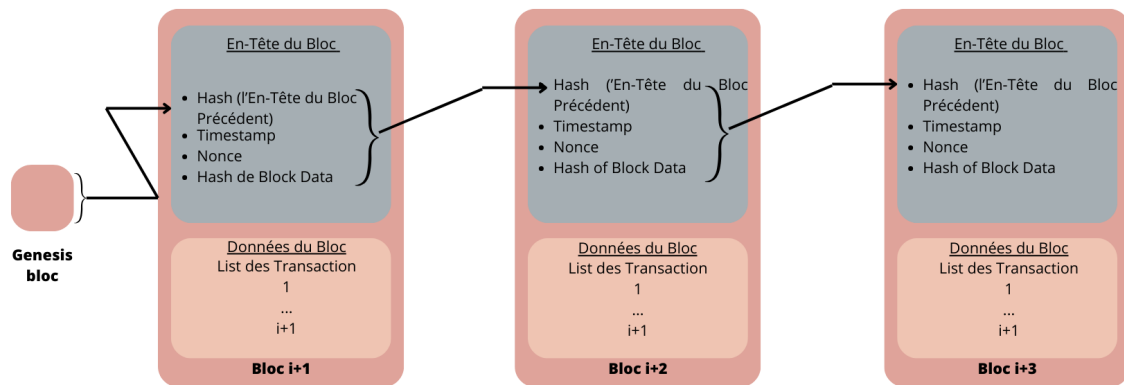 Genesis
bloc
En-Tête du Bloc
• Hash (l'En-Tête du Bloc
Précédent)
• Timestamp
• Nonce
• Hash de Block Data
Données du Bloc
List des Transaction
1
...
i+1
Bloc i+1
En-Tête du Bloc
Hash (l'En-Tête du Bloc
Précédent)
• Timestamp
• Nonce
• Hash of Block Data
Données du Bloc
List des Transaction
1
...
i+1
Bloc i+2
En-Tête du Bloc
• Hash (l'En-Tête du Bloc
Précédent)
• Timestamp
• Nonce
• Hash of Block Data
Données du Bloc
List des Transaction
1
...
i+1
Bloc i+3